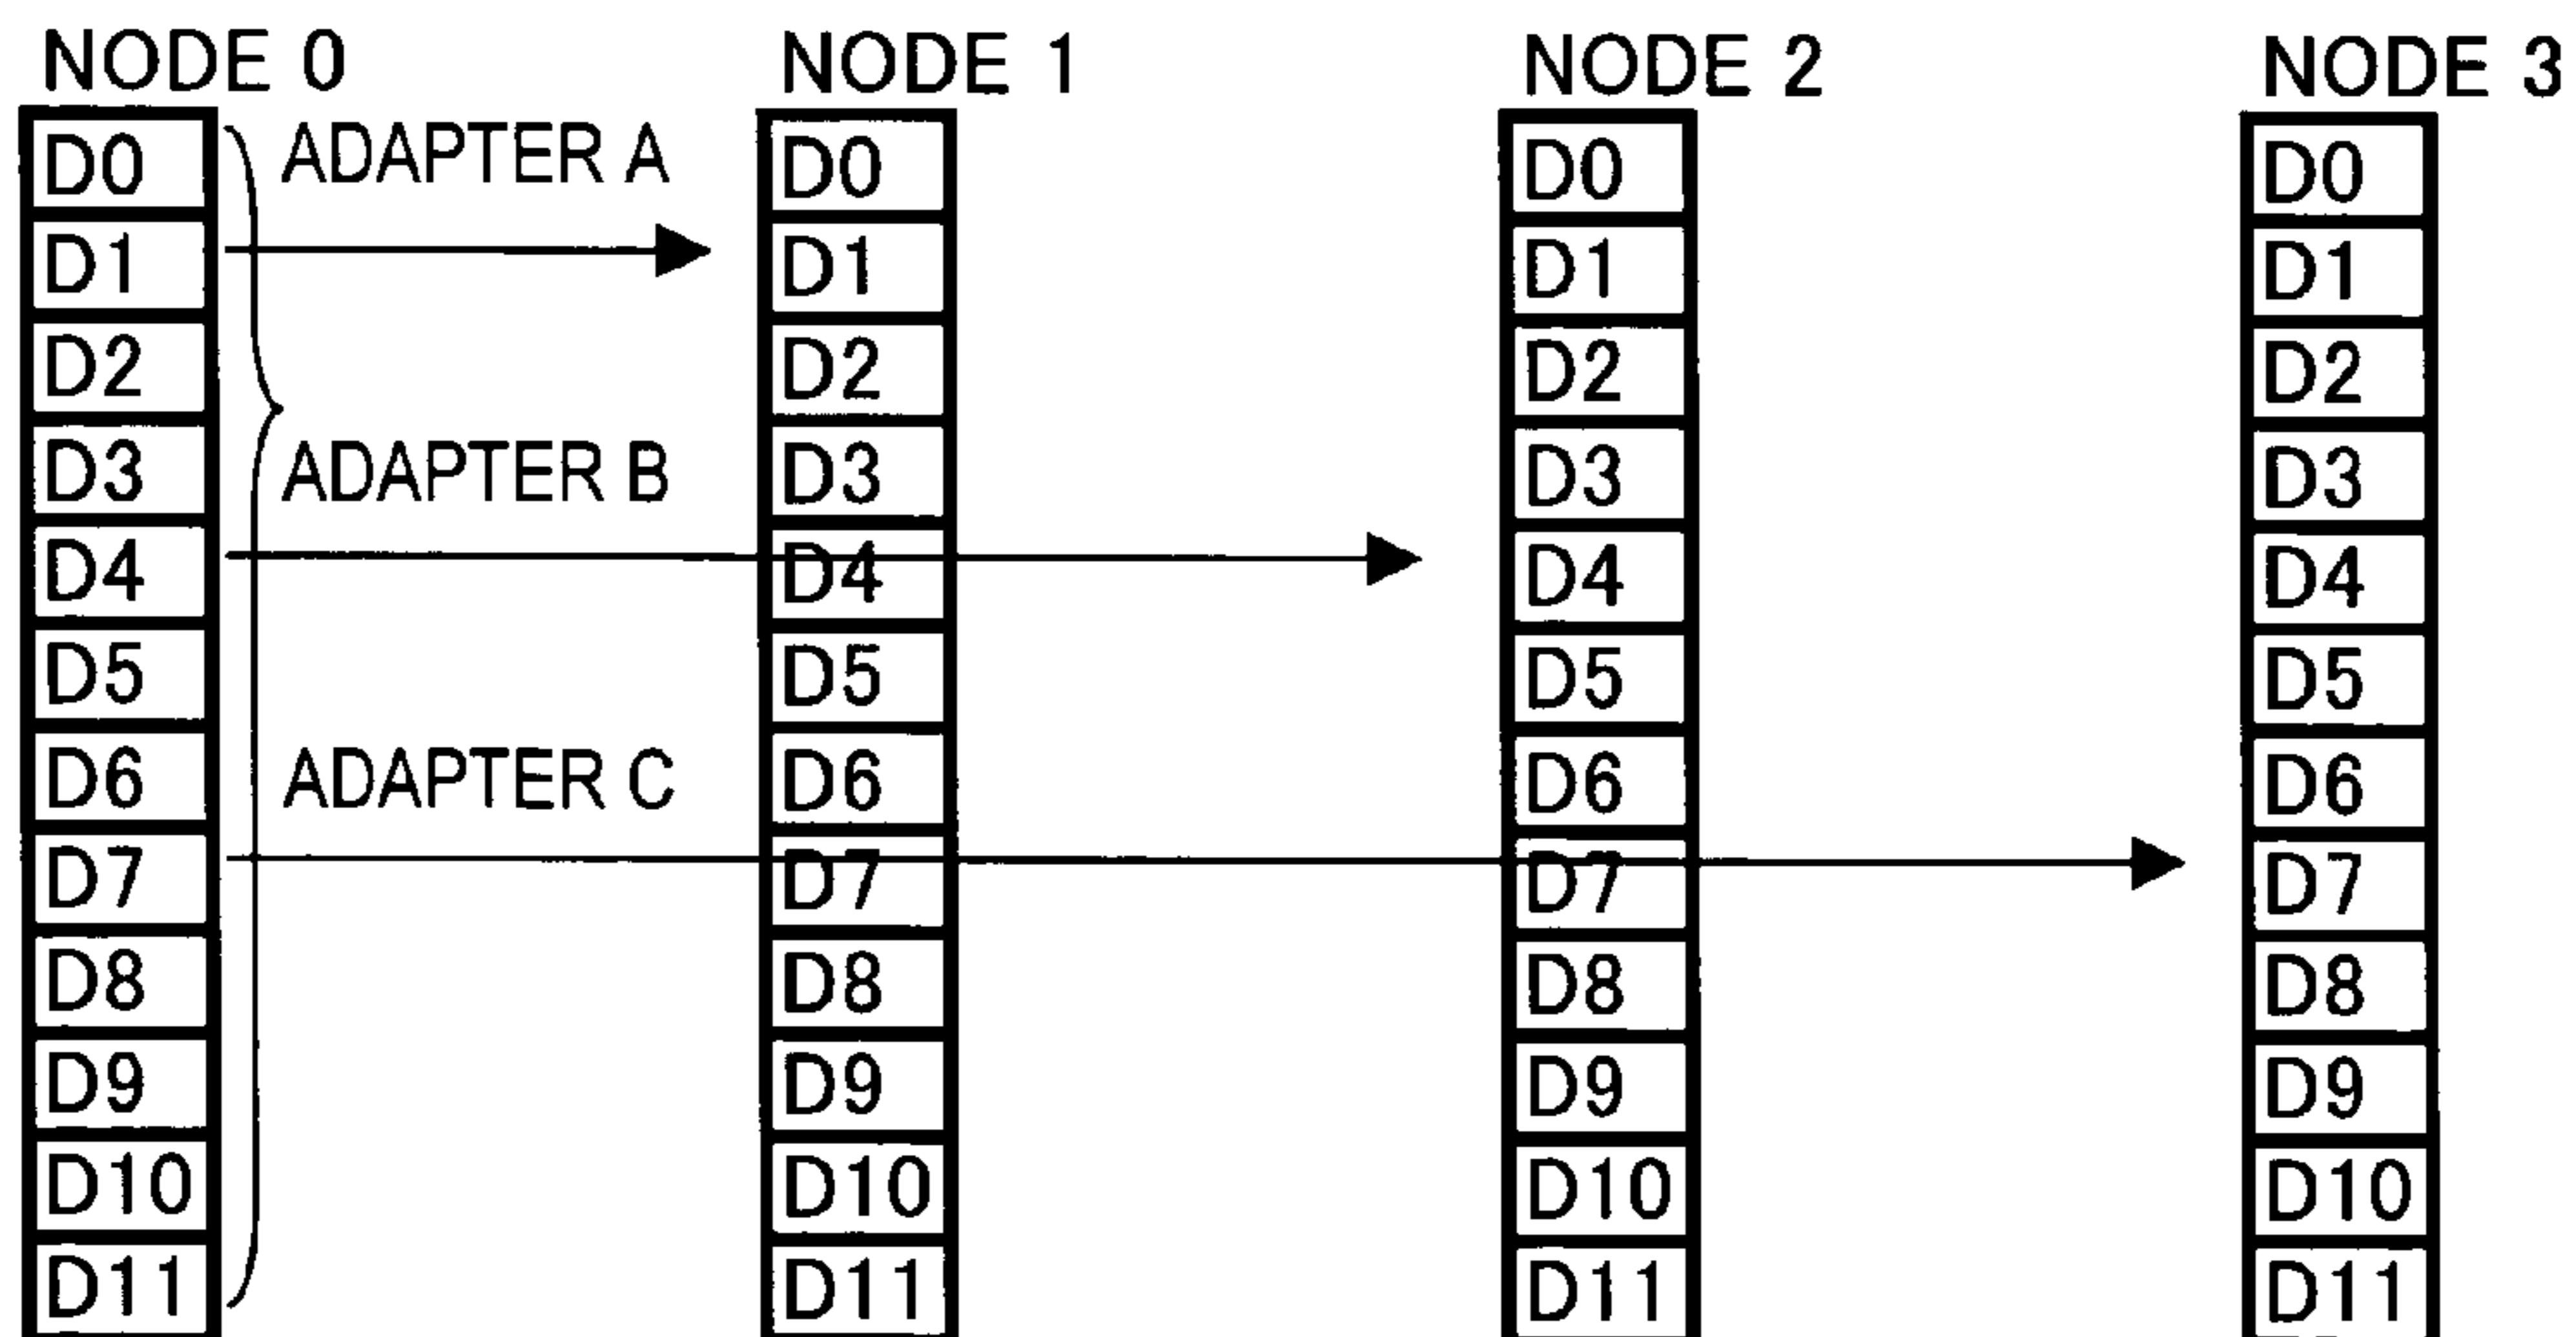 NODE 0 NODE 1 NODE 2 NODE 3
D0 ADAPTER A D0 D0 D0
D1 D1 D1 D1
D2 D2 D2 D2
D3 ADAPTER B D3 D3 D3
D4 D4 D4 D4
D5 D5 D5 D5
D6 ADAPTER C D6 D6 D6
D7 D7 D7 D7
D8 D8 D8 D8
D9 D9 D9 D9
D10 D10 D10 D10
D11 D11 D11 D11